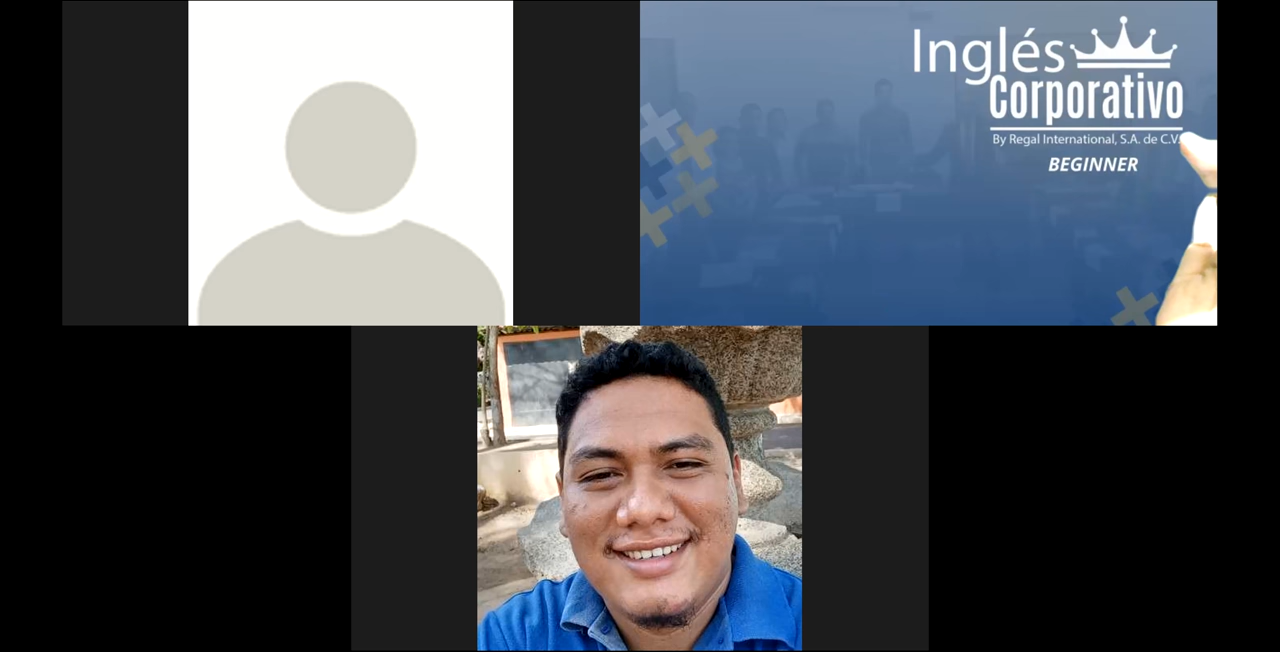 Inglés
Corporativo
By Regal International, S.A. de C.V.
BEGINNER